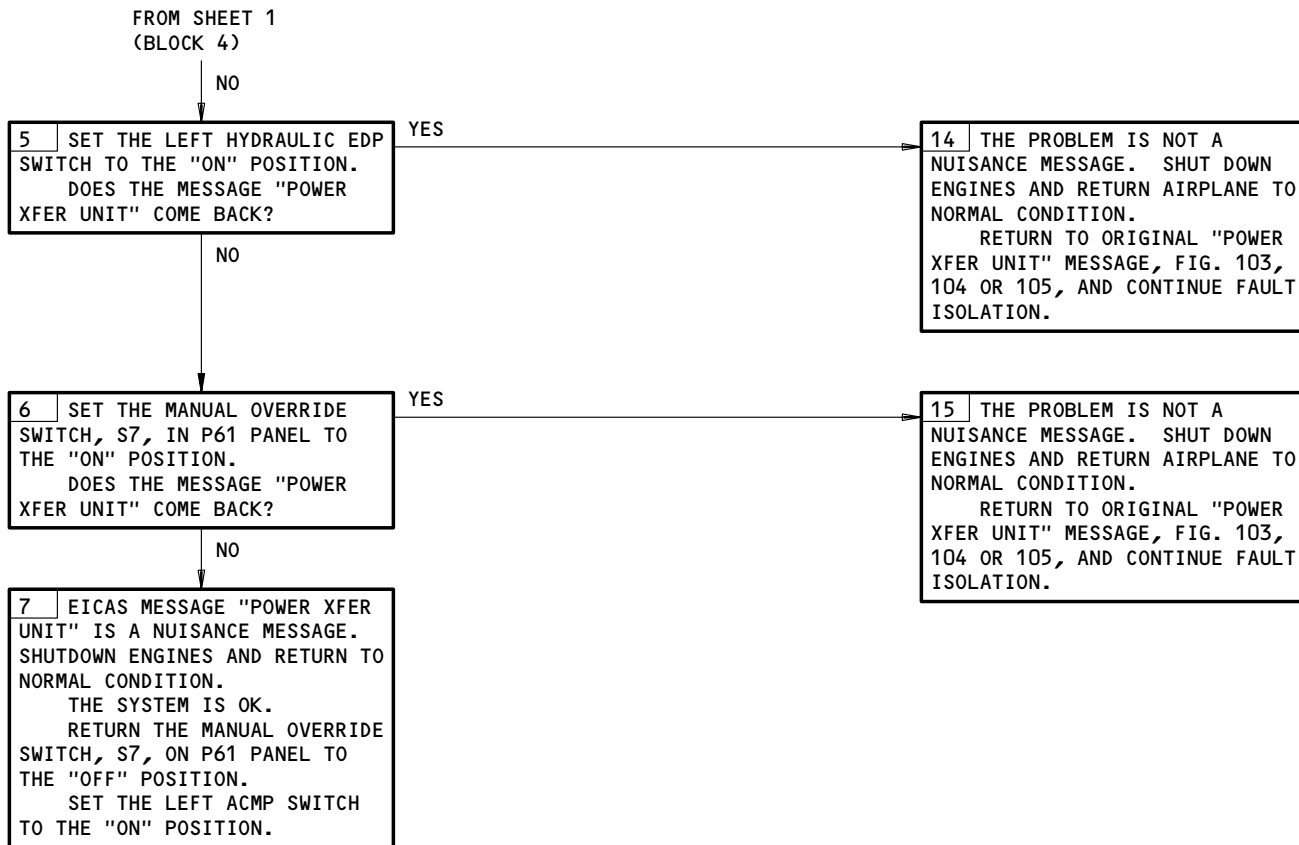 FROM SHEET 1
(BLOCK 4)
NO
5 SET THE LEFT HYDRAULIC EDP
SWITCH TO THE "ON" POSITION.
DOES THE MESSAGE "POWER
XFER UNIT" COME BACK?
YES
14 THE PROBLEM IS NOT A
NUISANCE MESSAGE. SHUT DOWN
ENGINES AND RETURN AIRPLANE TO
NORMAL CONDITION.
RETURN TO ORIGINAL "POWER
XFER UNIT" MESSAGE, FIG. 103,
104 OR 105, AND CONTINUE FAULT
ISOLATION.
NO
6 SET THE MANUAL OVERRIDE
SWITCH, S7, IN P61 PANEL TO
THE "ON" POSITION.
DOES THE MESSAGE "POWER
XFER UNIT" COME BACK?
YES
15 THE PROBLEM IS NOT A
NUISANCE MESSAGE. SHUT DOWN
ENGINES AND RETURN AIRPLANE TO
NORMAL CONDITION.
RETURN TO ORIGINAL "POWER
XFER UNIT" MESSAGE, FIG. 103,
104 OR 105, AND CONTINUE FAULT
ISOLATION.
NO
7 EICAS MESSAGE "POWER XFER
UNIT" IS A NUISANCE MESSAGE.
SHUTDOWN ENGINES AND RETURN TO
NORMAL CONDITION.
THE SYSTEM IS OK.
RETURN THE MANUAL OVERRIDE
SWITCH, S7, ON P61 PANEL TO
THE "OFF" POSITION.
SET THE LEFT ACMP SWITCH
TO THE "ON" POSITION.